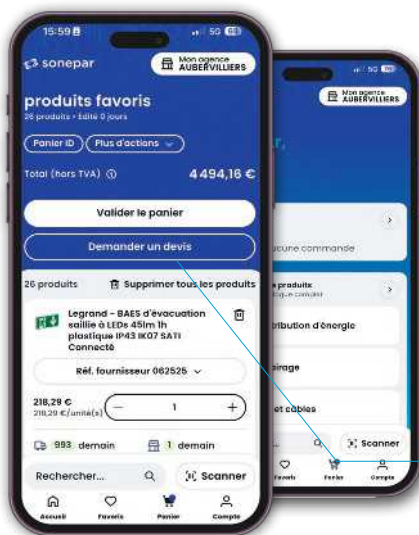 15:59
5G
sonepar
Mon agence
AUBERVILLIERS
produits favoris
26 produits • Edité 0 jours
Panier ID
Plus d'actions
Total (hors TVA)
4 494,16 €
Valider le panier
Demander un devis
26 produits
Supprimer tous les produits
Legrand - BAES d'évacuation
saillie à LEDs 45lm 1h
plastique IP43 IK07 SATI
Connecté
Réf. fournisseur 062525
218,29 €
218,29 €/unité(s)
1
993 demain
1 demain
Rechercher...
Scanner
Accueil
Favoris
Panier
Compte
5G
Mon agence
AUBERVILLIERS
ucune commande
produits
tribution d'énergie
airage
et câbles
Scanner
Favoris
Panier
Compte